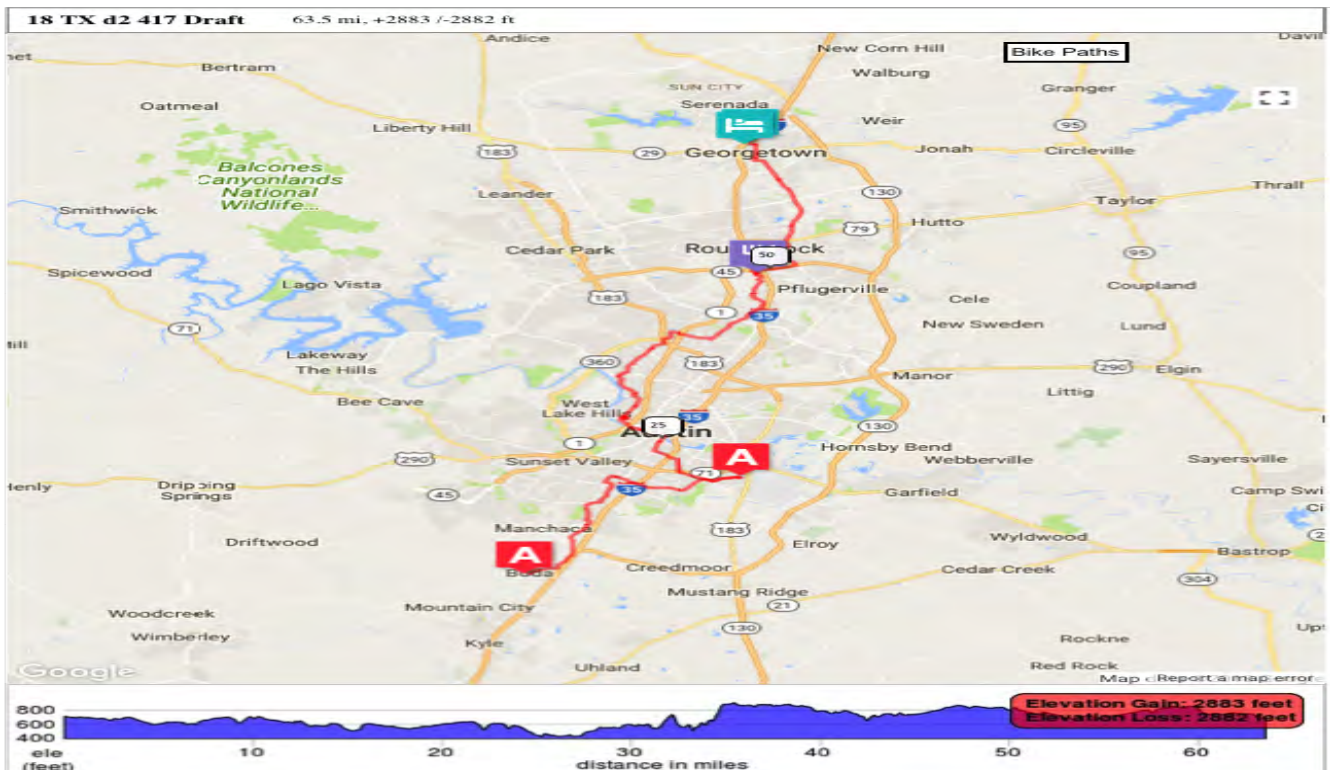 18 TX d2 417 Draft 63.5 mi, +2883 /-2882 ft
Andice
New Corn Hill
Bike Paths
Bertram
Walburg
SUN CITY
Granger
Oatmeal
Serenada
Liberty Hill
Weir
95
183
29
Georgetown
Jonah
Circleville
Balcones
Canyonlands
National
Wildlife...
Leander
130
Thrall
Taylor
Smithwick
Hutto
79
Cedar Park
50
95
Spicewood
45
Lago Vista
183
Pflugerville
Coupland
Cele
71
1
35
New Sweden
Lund
Lakeway
The Hills
360
183
290
Elgin
Manor
Littig
Bee Cave
West
Lake Hills
35
25
130
1
Hornsby Bend
290
Sunset Valley
A
Webberville
Sayersville
71
Henly
Dripping
Springs
45
35
Garfield
Camp Swi
Manchaca
183
Wyldwood
Driftwood
Elroy
Bastrop
A
Buda
Creedmoor
Cedar Creek
304
Mustang Ridge
Mountain City
21
Woodcreek
130
Wimberley
Kyle
Rockne
Uhland
Red Rock
Google
Report a map error
800
600
400
ele
(feet)
10
20
30
40
50
60
distance in miles
Elevation Gain: 2883 feet
Elevation Loss: 2882 feet